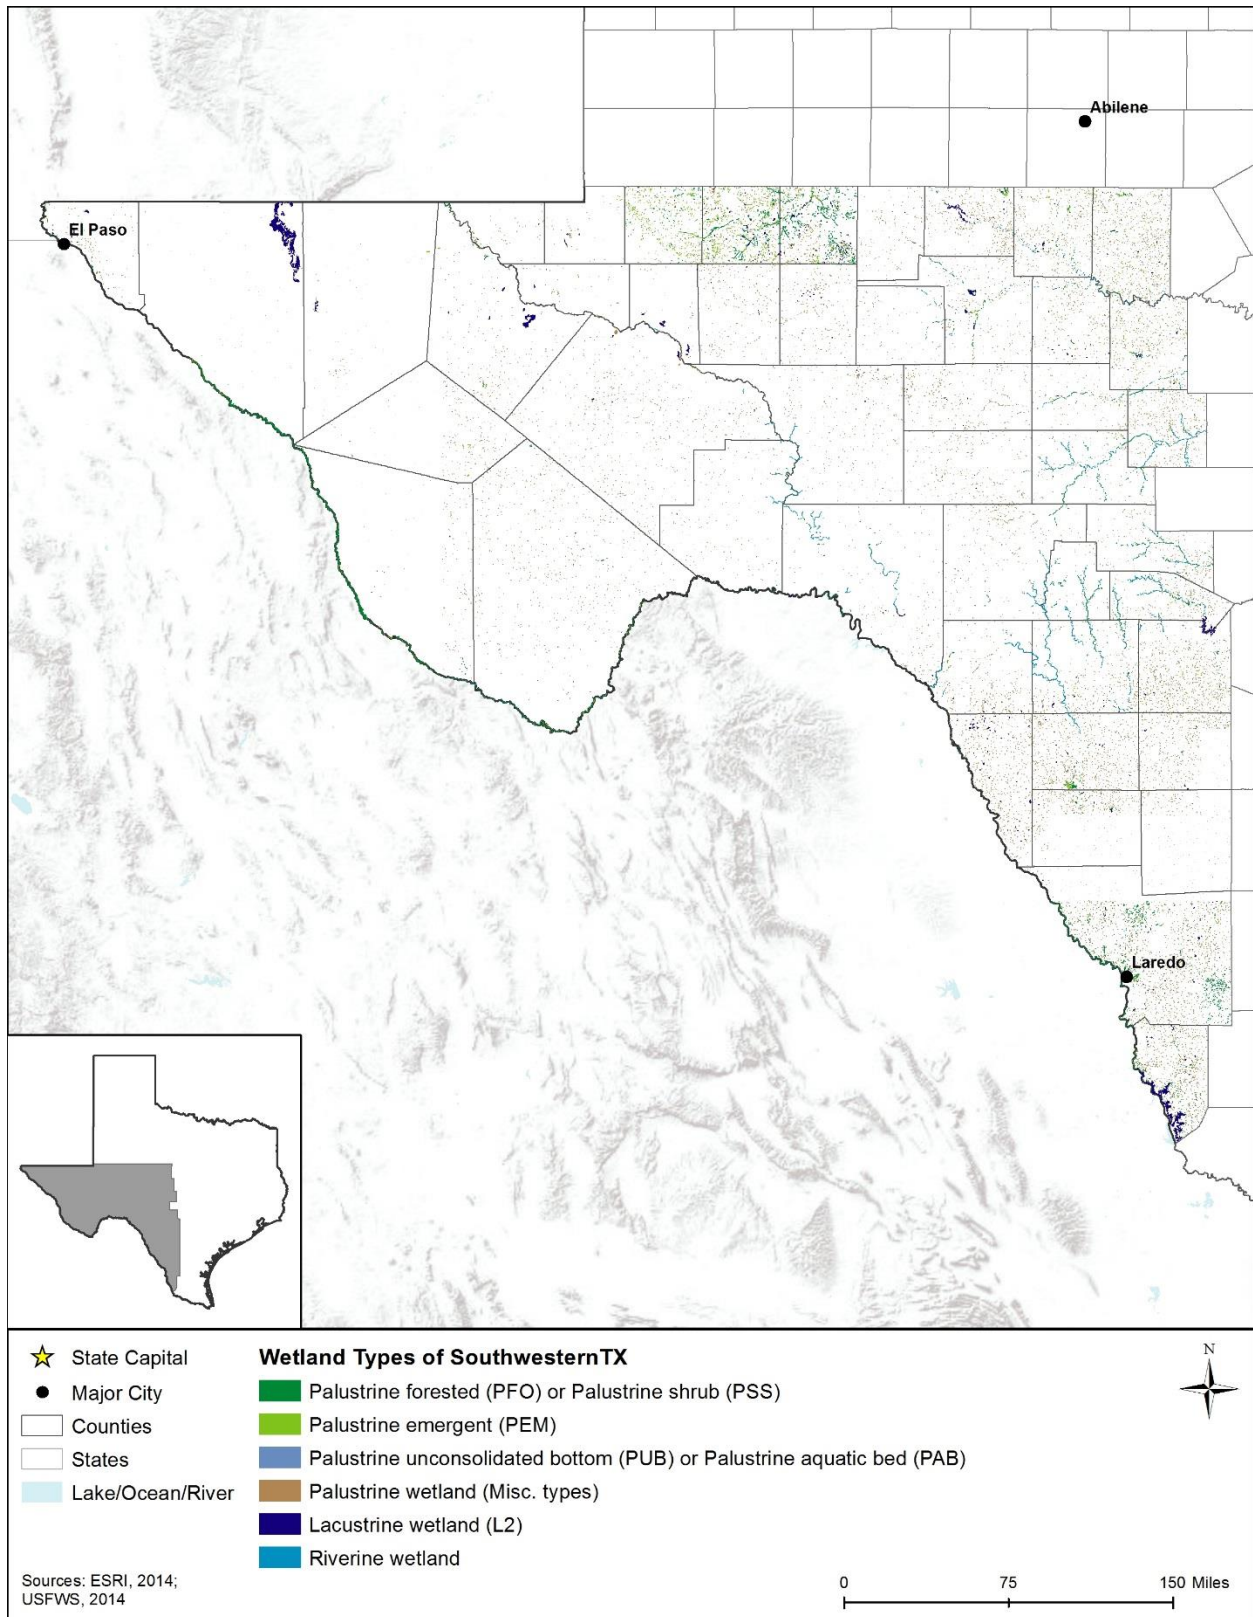 Abilene
El Paso
Laredo
State Capital
Major City
Counties
States
Lake/Ocean/River
Sources: ESRI, 2014;
USFWS, 2014
Wetland Types of SouthwesternTX
Palustrine forested (PFO) or Palustrine shrub (PSS)
Palustrine emergent (PEM)
Palustrine unconsolidated bottom (PUB) or Palustrine aquatic bed (PAB)
Palustrine wetland (Misc. types)
Lacustrine wetland (L2)
Riverine wetland
N
0 75 150 Miles